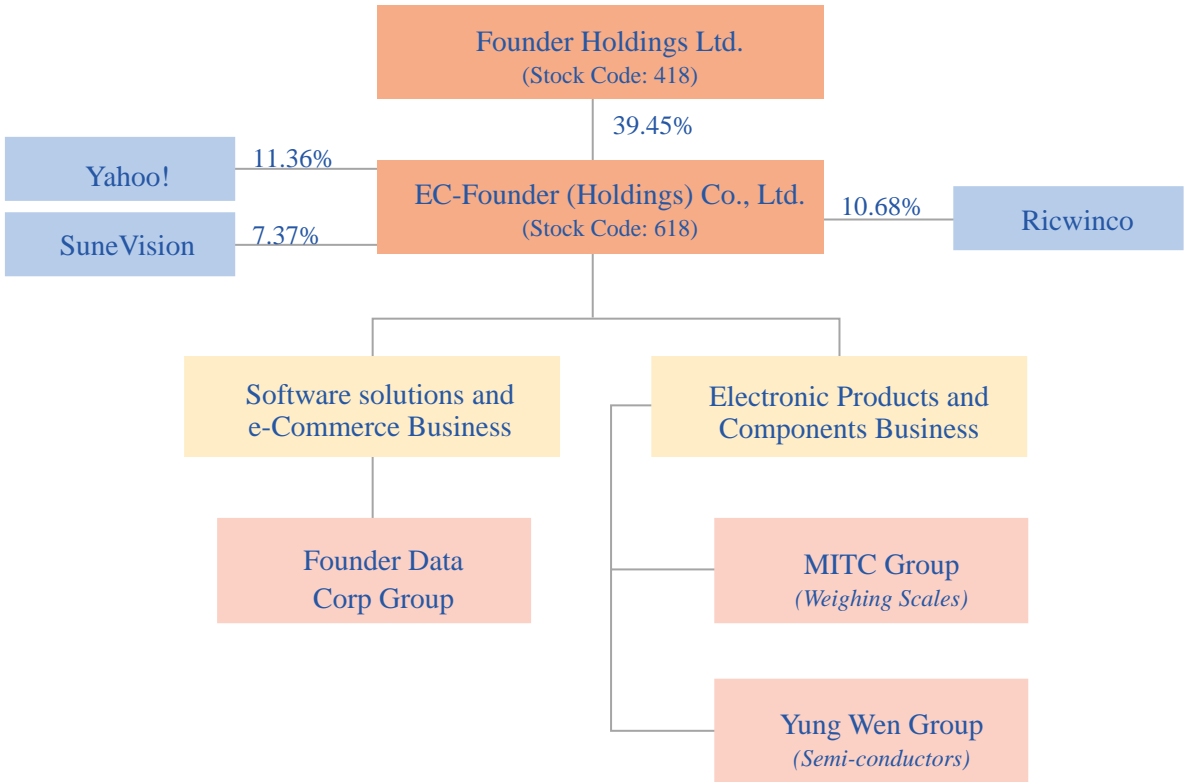 Founder Holdings Ltd.
(Stock Code: 418)
39.45%
Yahoo!
11.36%
EC-Founder (Holdings) Co., Ltd.
(Stock Code: 618)
10.68%
Ricwinco
SuneVision
7.37%
Software solutions and
e-Commerce Business
Electronic Products and
Components Business
Founder Data
Corp Group
MITC Group
(Weighing Scales)
Yung Wen Group
(Semi-conductors)